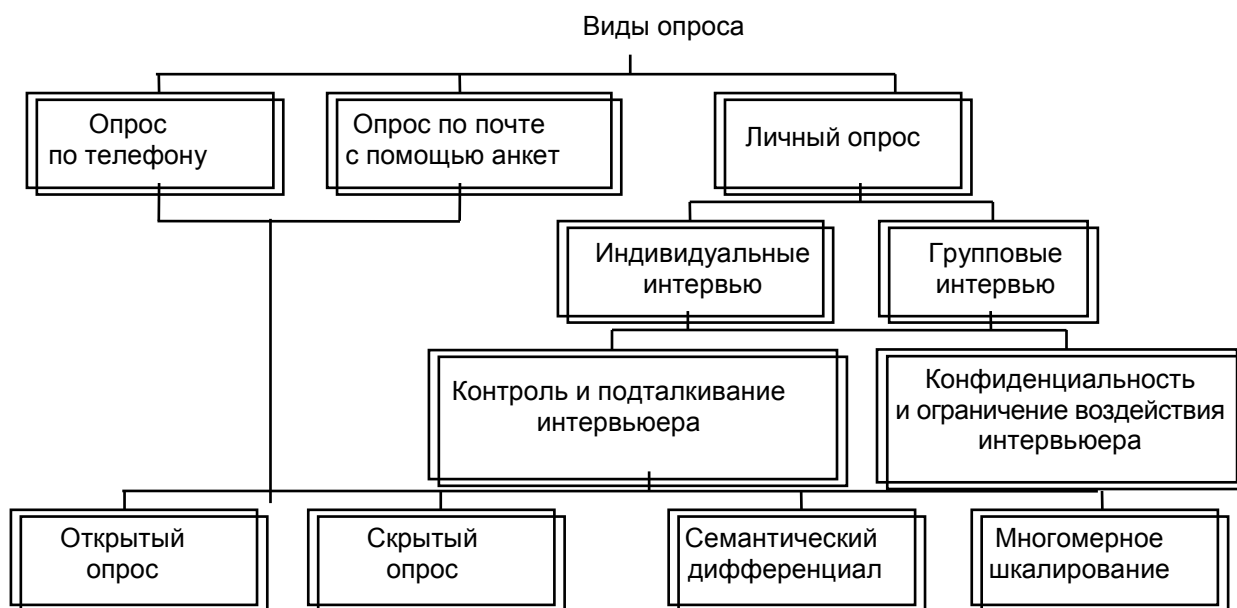 Виды опроса
Опрос
по телефону
Опрос по почте
с помощью анкет
Личный опрос
Индивидуальные
интервью
Групповые
интервью
Контроль и подталкивание
интервьюера
Конфиденциальность
и ограничение воздействия
интервьюера
Открытый
опрос
Скрытый
опрос
Семантический
дифференциал
Многомерное
шкалирование